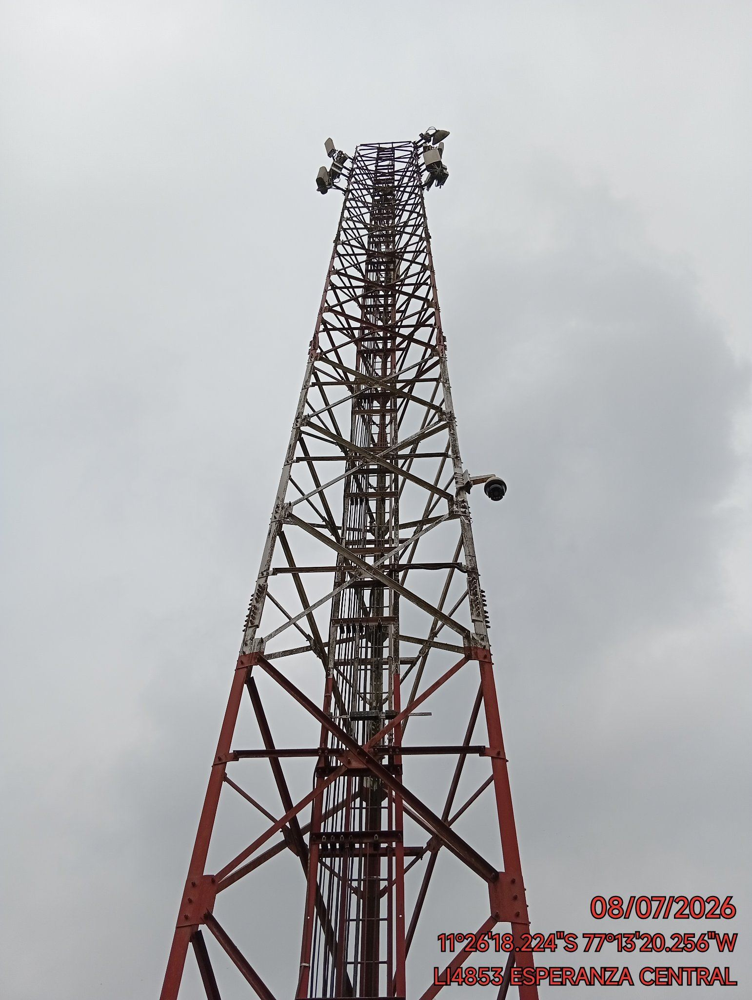 08/07/2026
11°26'18.224"S 77°13'20.256"W
LI4853 ESPERANZA CENTRAL